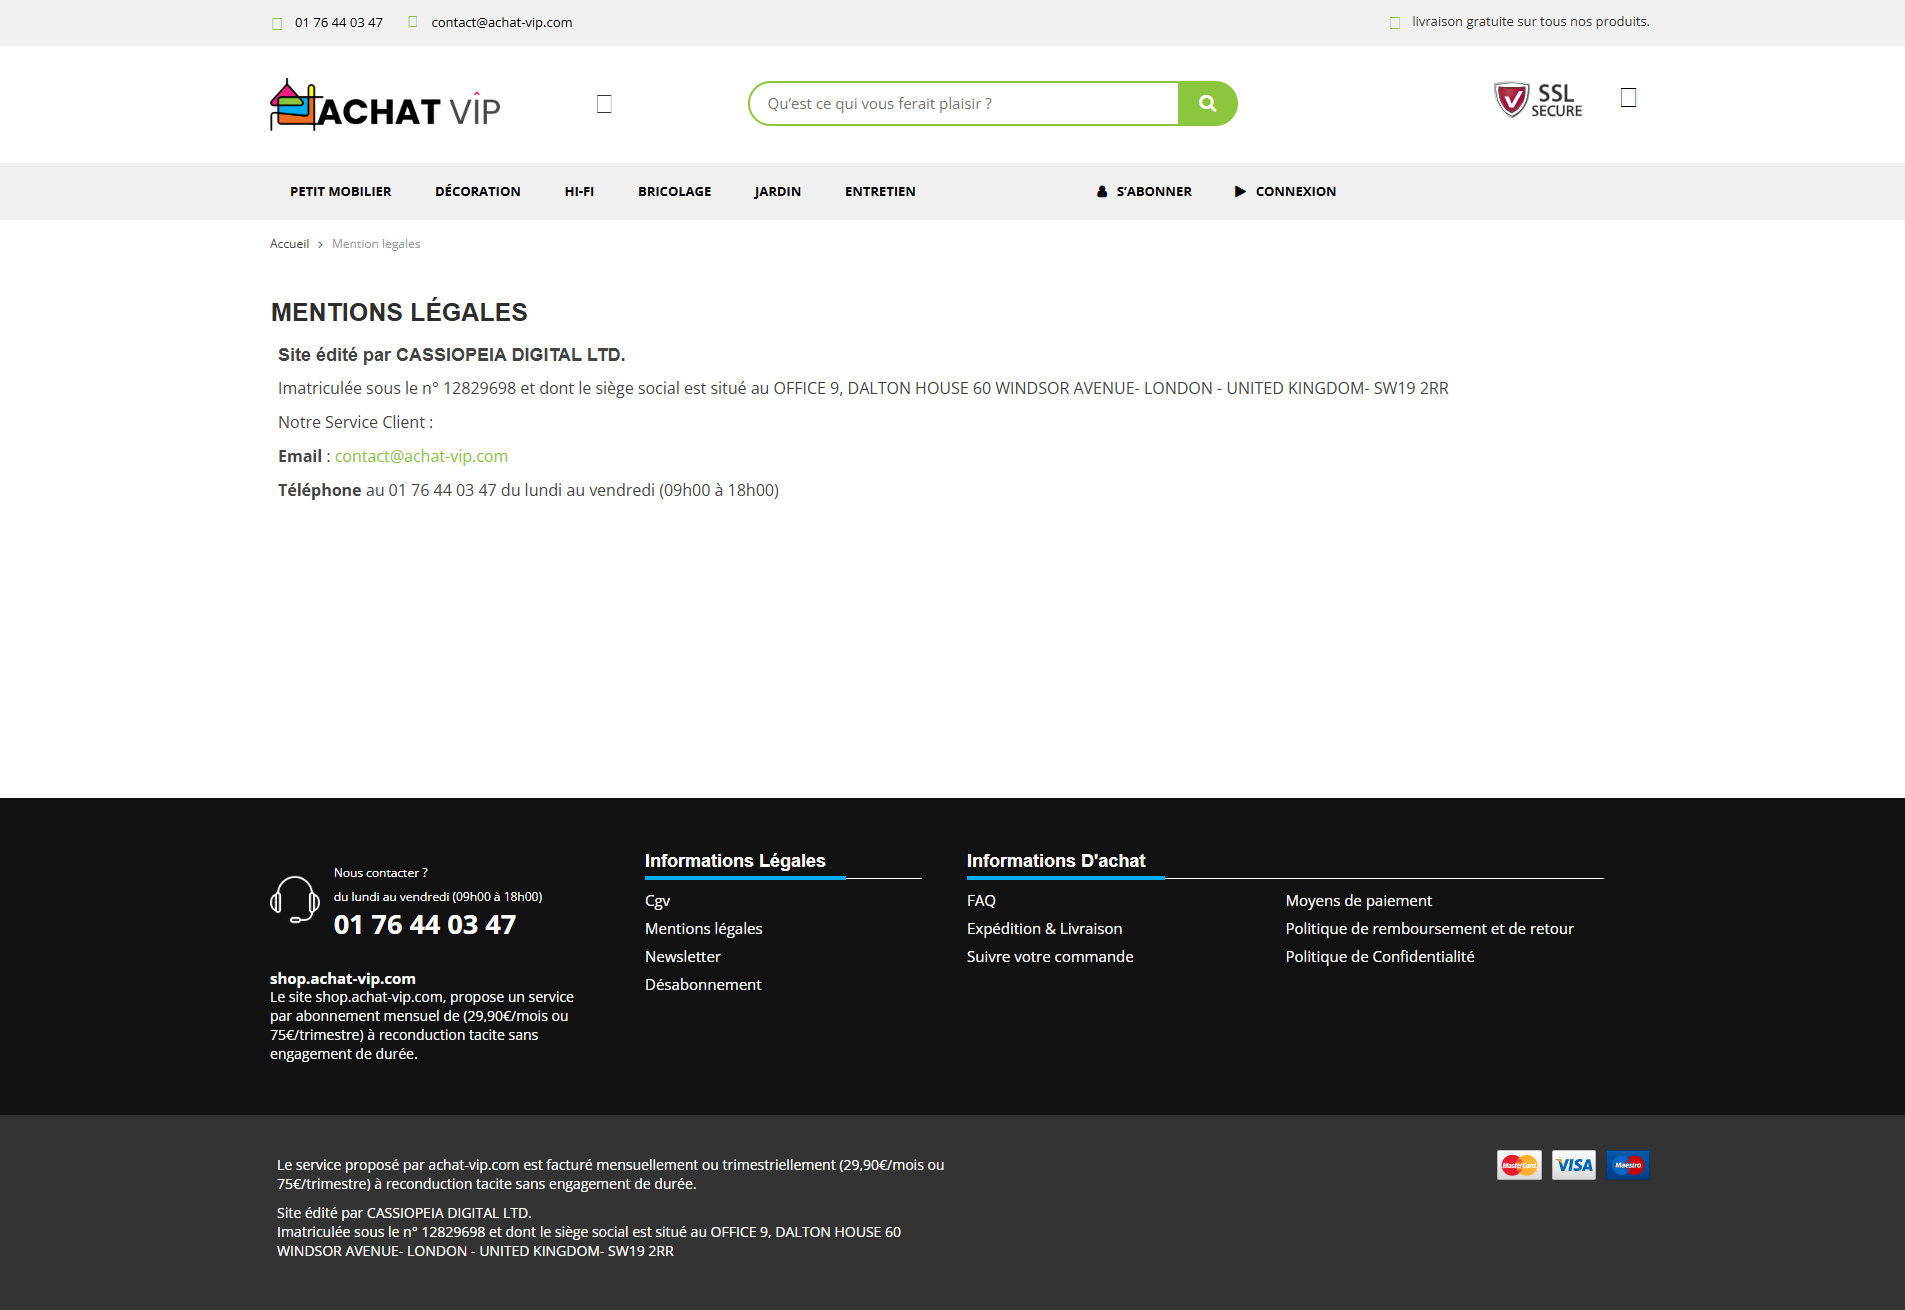 01 76 44 03 47
contact@achat-vip.com
livraison gratuite sur tous nos produits.
ACHAT VIP
Qu’est ce qui vous ferait plaisir ?
SSL
SECURE
PETIT MOBILIER
DÉCORATION
HI-FI
BRICOLAGE
JARDIN
ENTRETIEN
S’ABONNER
CONNEXION
Accueil
Mention legales
MENTIONS LÉGALES
Site édité par CASSIOPEIA DIGITAL LTD.
Imatriculée sous le n° 12829698 et dont le siège social est situé au OFFICE 9, DALTON HOUSE 60 WINDSOR AVENUE- LONDON - UNITED KINGDOM- SW19 2RR
Notre Service Client :
Email : contact@achat-vip.com
Téléphone au 01 76 44 03 47 du lundi au vendredi (09h00 à 18h00)
Nous contacter ?
du lundi au vendredi (09h00 à 18h00)
01 76 44 03 47
shop.achat-vip.com
Le site shop.achat-vip.com, propose un service
par abonnement mensuel de (29,90€/mois ou
75€/trimestre) à reconduction tacite sans
engagement de durée.
Informations Légales
Cgv
Mentions légales
Newsletter
Désabonnement
Informations D'achat
FAQ
Expédition & Livraison
Suivre votre commande
Moyens de paiement
Politique de remboursement et de retour
Politique de Confidentialité
Le service proposé par achat-vip.com est facturé mensuellement ou trimestriellement (29,90€/mois ou
75€/trimestre) à reconduction tacite sans engagement de durée.
Site édité par CASSIOPEIA DIGITAL LTD.
Imatriculée sous le n° 12829698 et dont le siège social est situé au OFFICE 9, DALTON HOUSE 60
WINDSOR AVENUE- LONDON - UNITED KINGDOM- SW19 2RR
MasterCard
VISA
Maestro